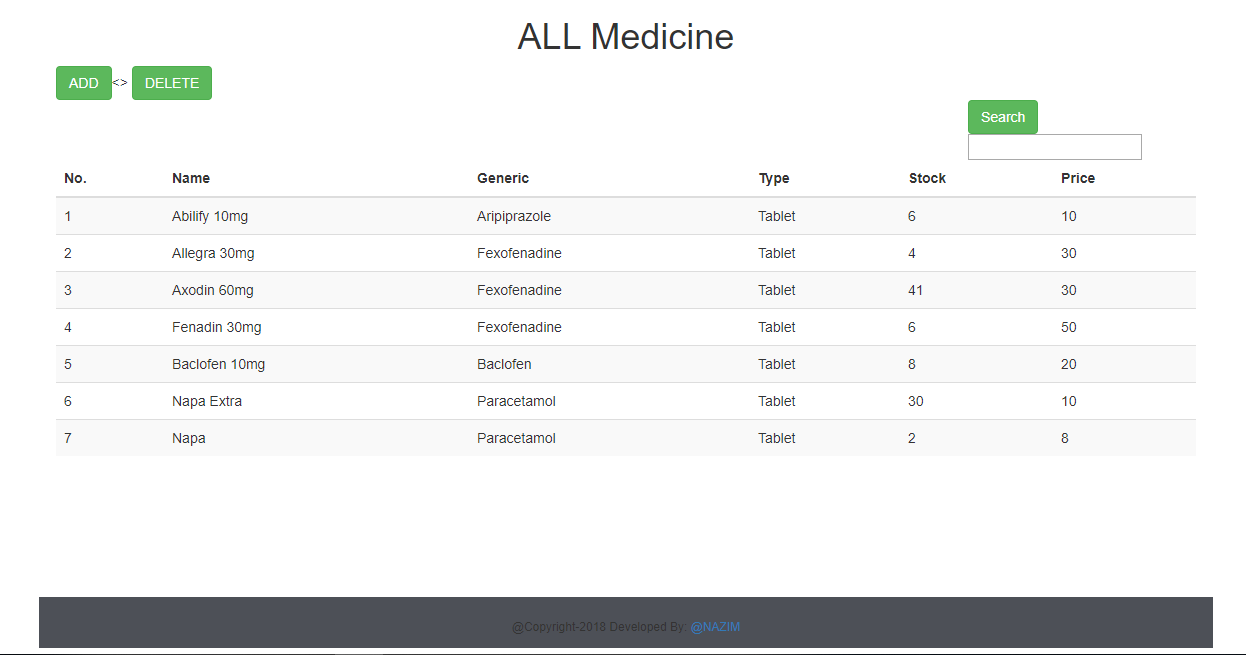 ALL Medicine
ADD <> DELETE
Search
No. Name Generic Type Stock Price
1 Abilify 10mg Aripiprazole Tablet 6 10
2 Allegra 30mg Fexofenadine Tablet 4 30
3 Axodin 60mg Fexofenadine Tablet 41 30
4 Fenadin 30mg Fexofenadine Tablet 6 50
5 Baclofen 10mg Baclofen Tablet 8 20
6 Napa Extra Paracetamol Tablet 30 10
7 Napa Paracetamol Tablet 2 8
@Copyright-2018 Developed By: @NAZIM